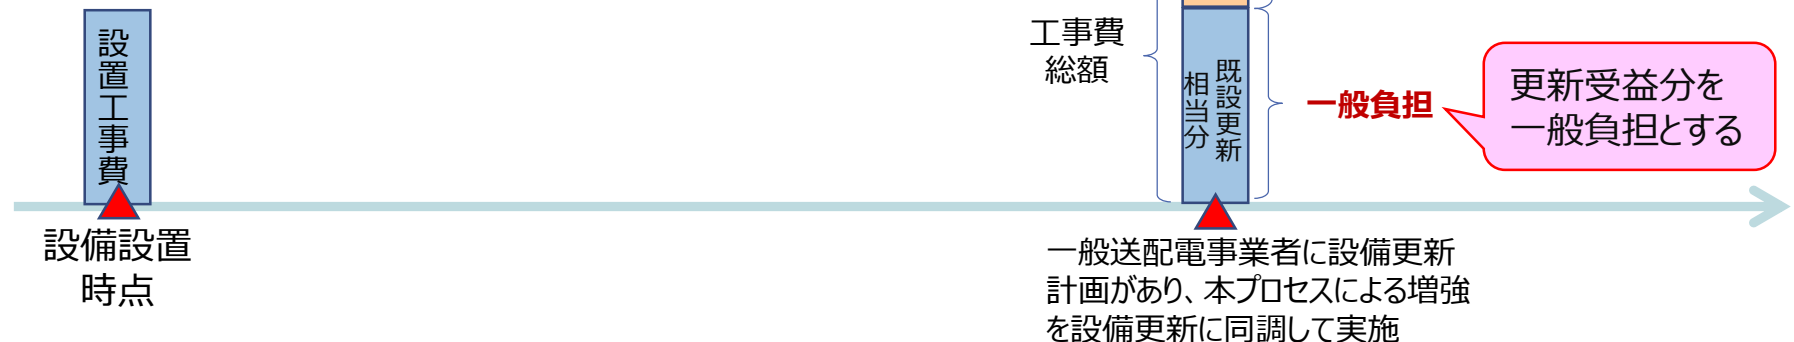 設置工事費
設備設置
時点
工事費
総額
既設更新
相当分
一般負担
更新受益分を
一般負担とする
一般送配電事業者に設備更新
計画があり、本プロセスによる増強
を設備更新に同調して実施